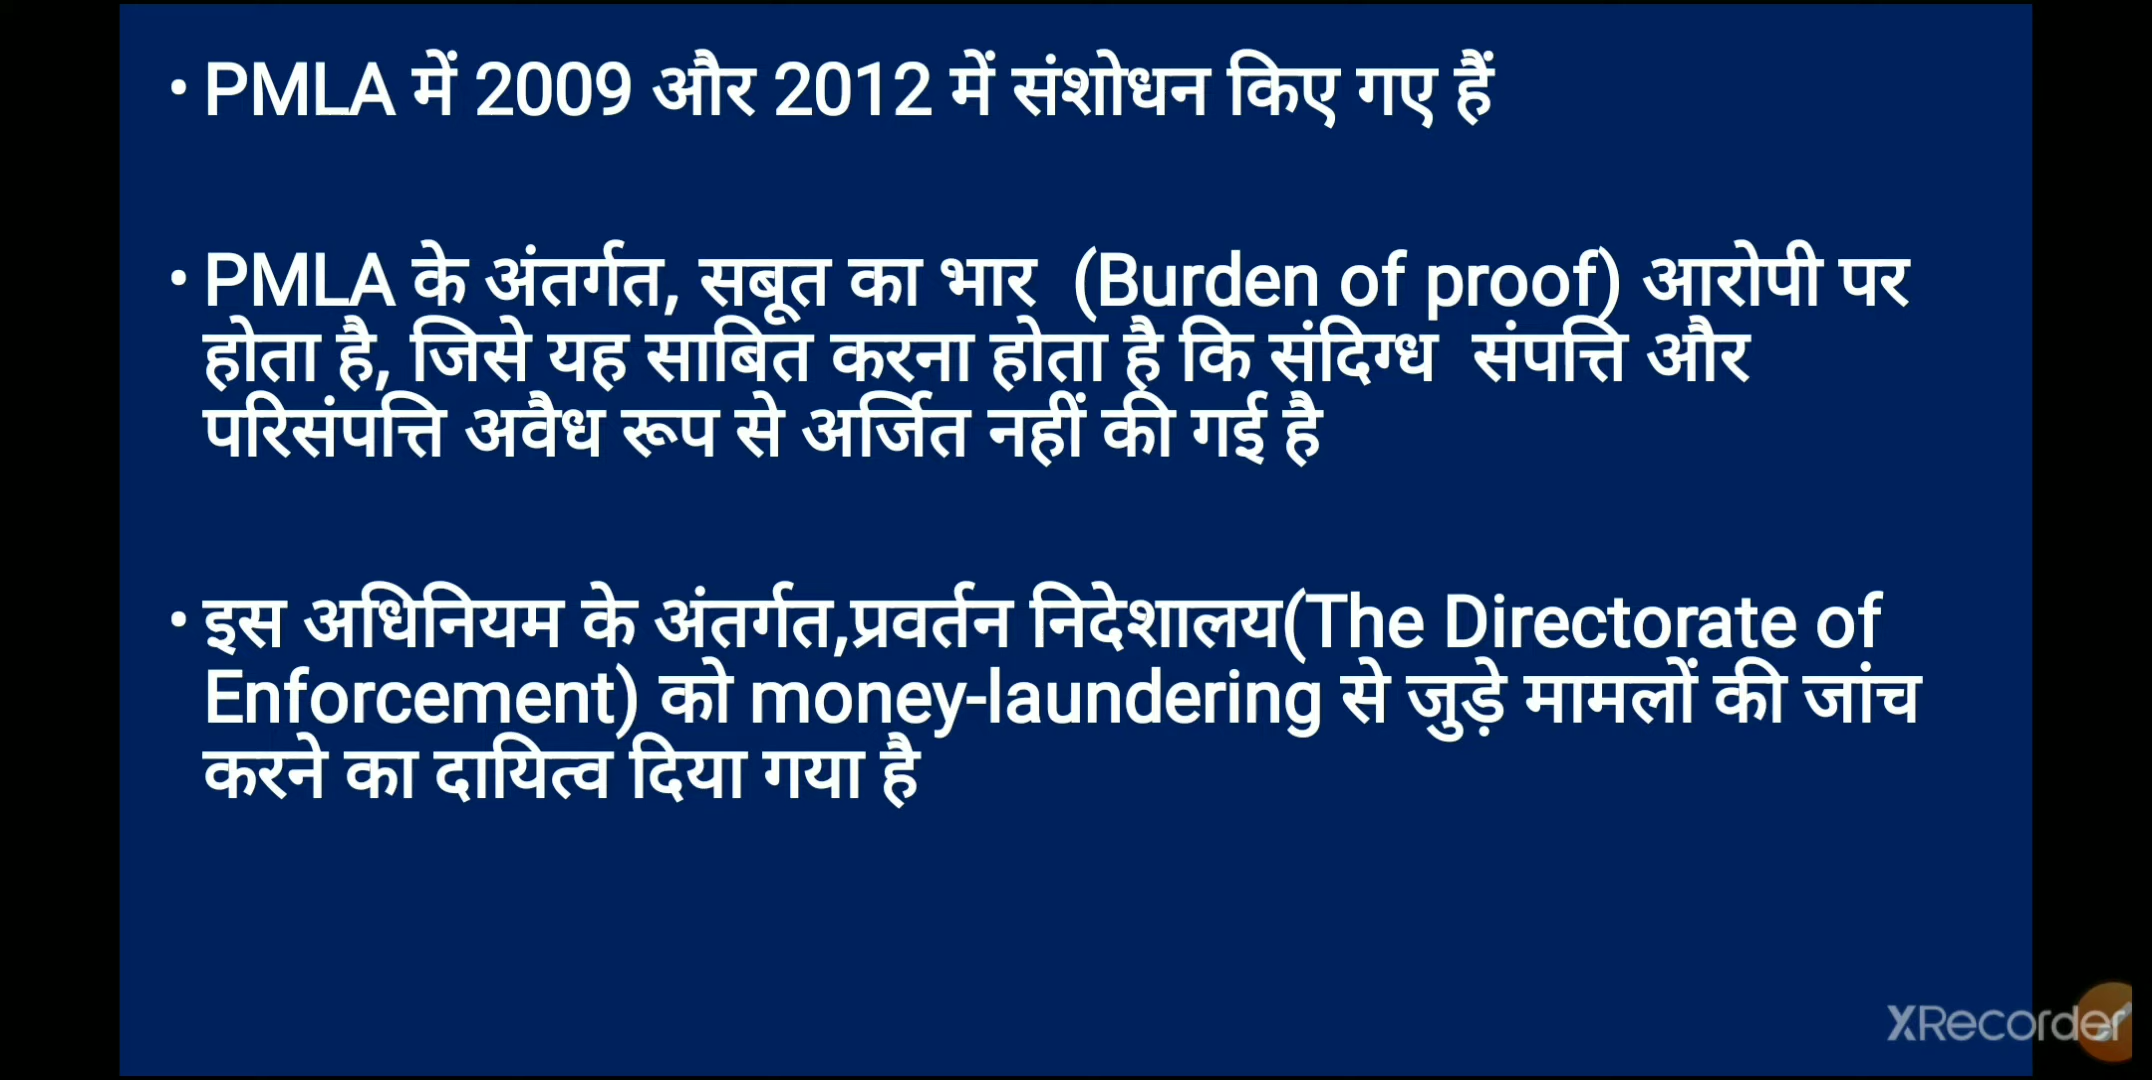 • PMLA में 2009 और 2012 में संशोधन किए गए हैं
• PMLA के अंतर्गत, सबूत का भार (Burden of proof) आरोपी पर
होता है, जिसे यह साबित करना होता है कि संदिग्ध संपत्ति और
परिसंपत्ति अवैध रूप से अर्जित नहीं की गई है
• इस अधिनियम के अंतर्गत,प्रवर्तन निदेशालय(The Directorate of
Enforcement) को money-laundering से जुड़े मामलों की जांच
करने का दायित्व दिया गया है
XRecorder